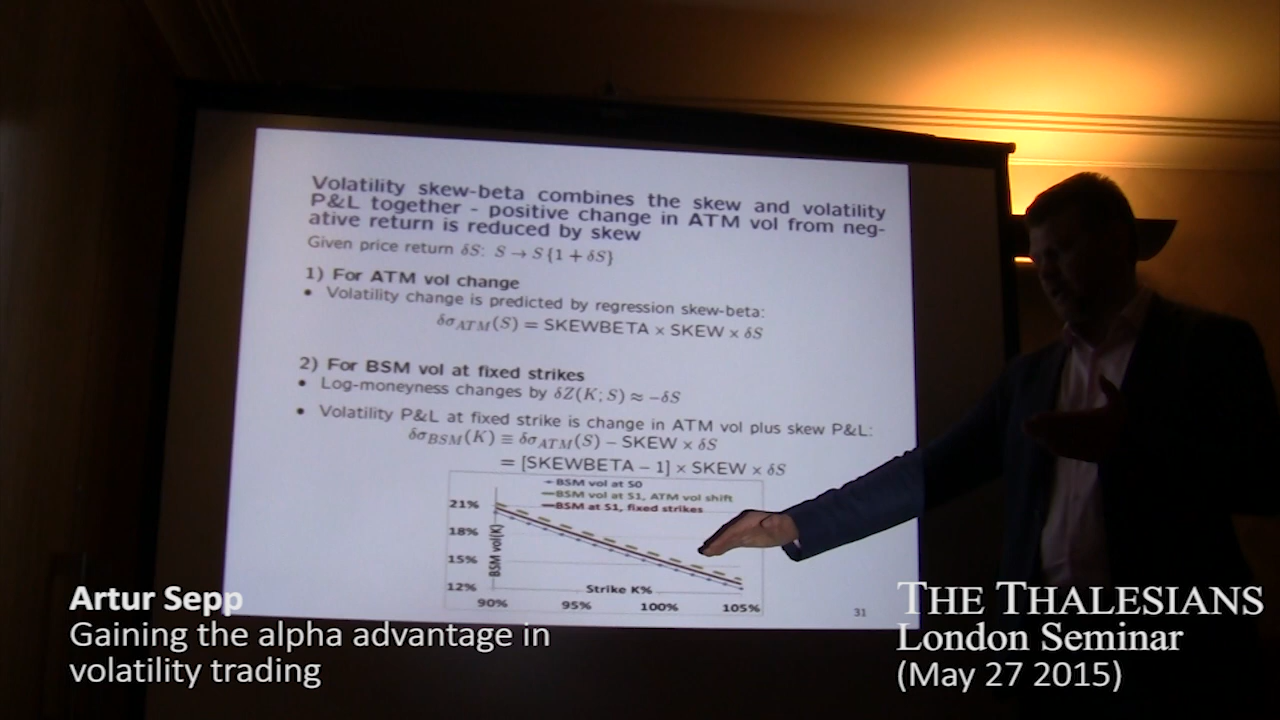 Volatility skew-beta combines the skew and volatility
P&L together - positive change in ATM vol from neg-
ative return is reduced by skew
Given price return δS: S → S{1 + δS}
1) For ATM vol change
• Volatility change is predicted by regression skew-beta:
δσ_ATM(S) = SKEWBETA × SKEW × δS
2) For BSM vol at fixed strikes
• Log-moneyness changes by δZ(K; S) ≈ −δS
• Volatility P&L at fixed strike is change in ATM vol plus skew P&L:
δσ_BSM(K) ≡ δσ_ATM(S) − SKEW × δS
= [SKEWBETA − 1] × SKEW × δS
BSM vol at S0
BSM vol at S1, ATM vol shift
BSM at S1, fixed strikes
21%
18%
15%
12%
BSM vol(K)
Strike K%
90%
95%
100%
105%
31
Artur Sepp
Gaining the alpha advantage in
volatility trading
THE THALESIANS
London Seminar
(May 27 2015)